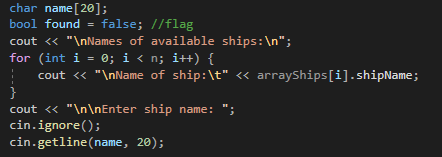 char name[20];
bool found = false; //flag
cout << "\nNames of available ships:\n";
for (int i = 0; i < n; i++) {
    cout << "\nName of ship:\t" << arrayShips[i].shipName;
}
cout << "\n\nEnter ship name: ";
cin.ignore();
cin.getline(name, 20);